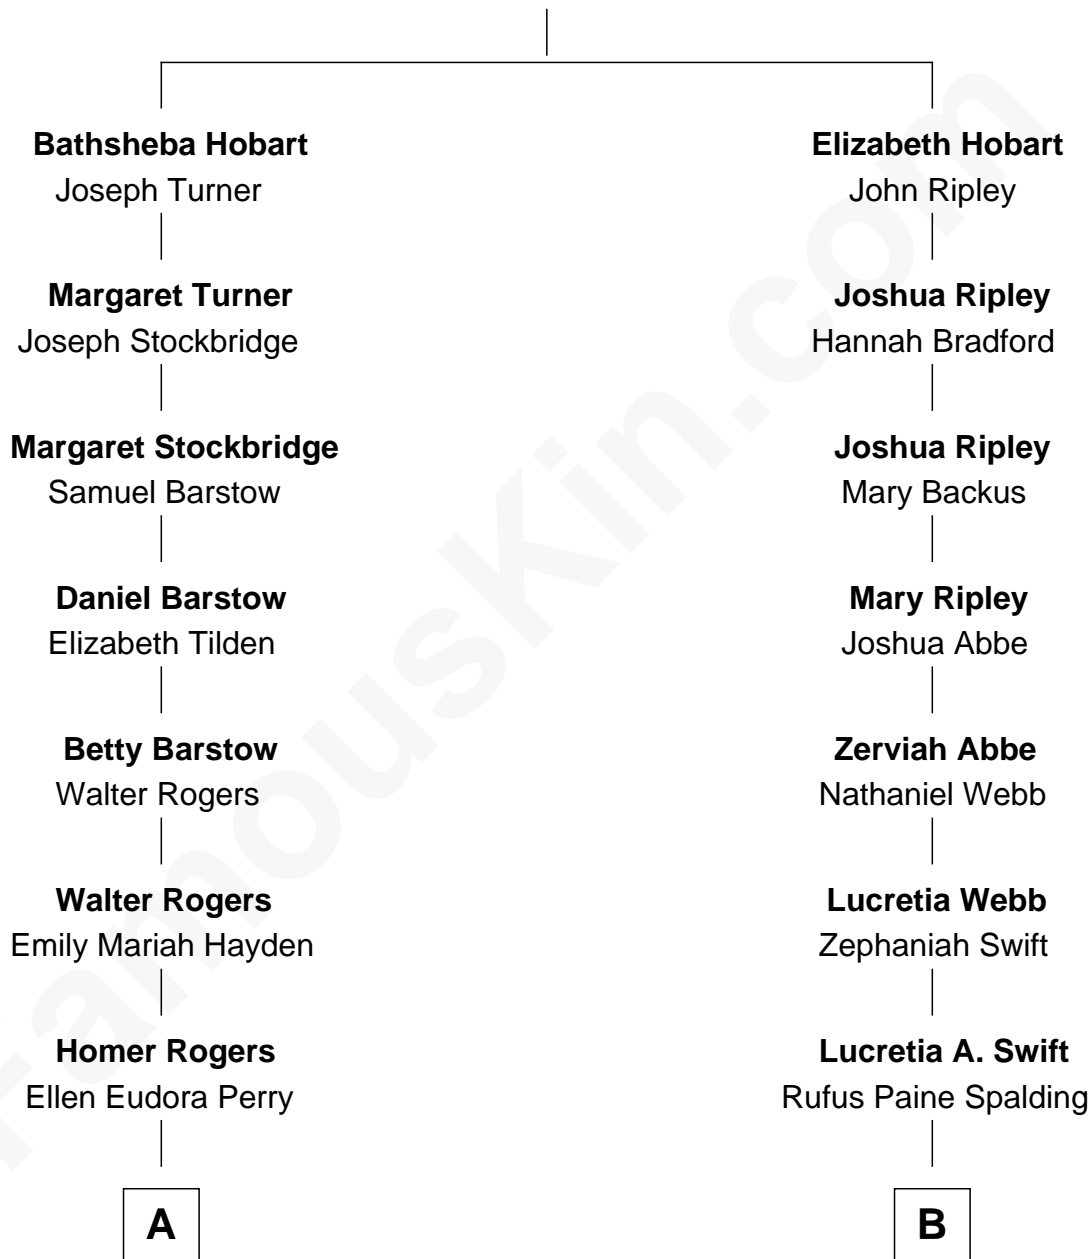 Bathsheba Hobart
Joseph Turner
Margaret Turner
Joseph Stockbridge
Margaret Stockbridge
Samuel Barstow
Daniel Barstow
Elizabeth Tilden
Betty Barstow
Walter Rogers
Walter Rogers
Emily Mariah Hayden
Homer Rogers
Ellen Eudora Perry
A
Elizabeth Hobart
John Ripley
Joshua Ripley
Hannah Bradford
Joshua Ripley
Mary Backus
Mary Ripley
Joshua Abbe
Zerviah Abbe
Nathaniel Webb
Lucretia Webb
Zephaniah Swift
Lucretia A. Swift
Rufus Paine Spalding
B
FamousKin.com